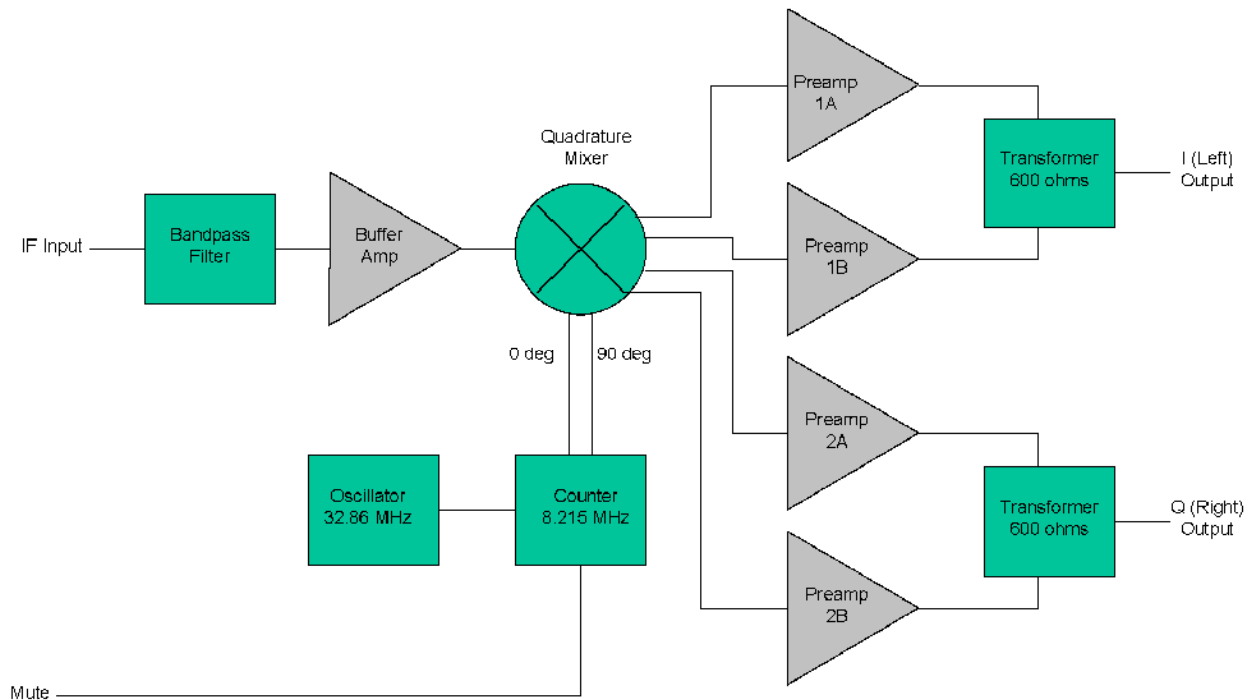 Preamp
1A
Quadrature
Mixer
Transformer
600 ohms
I (Left)
Output
IF Input
Bandpass
Filter
Buffer
Amp
Preamp
1B
0 deg
90 deg
Preamp
2A
Oscillator
32.86 MHz
Counter
8.215 MHz
Transformer
600 ohms
Q (Right)
Output
Preamp
2B
Mute